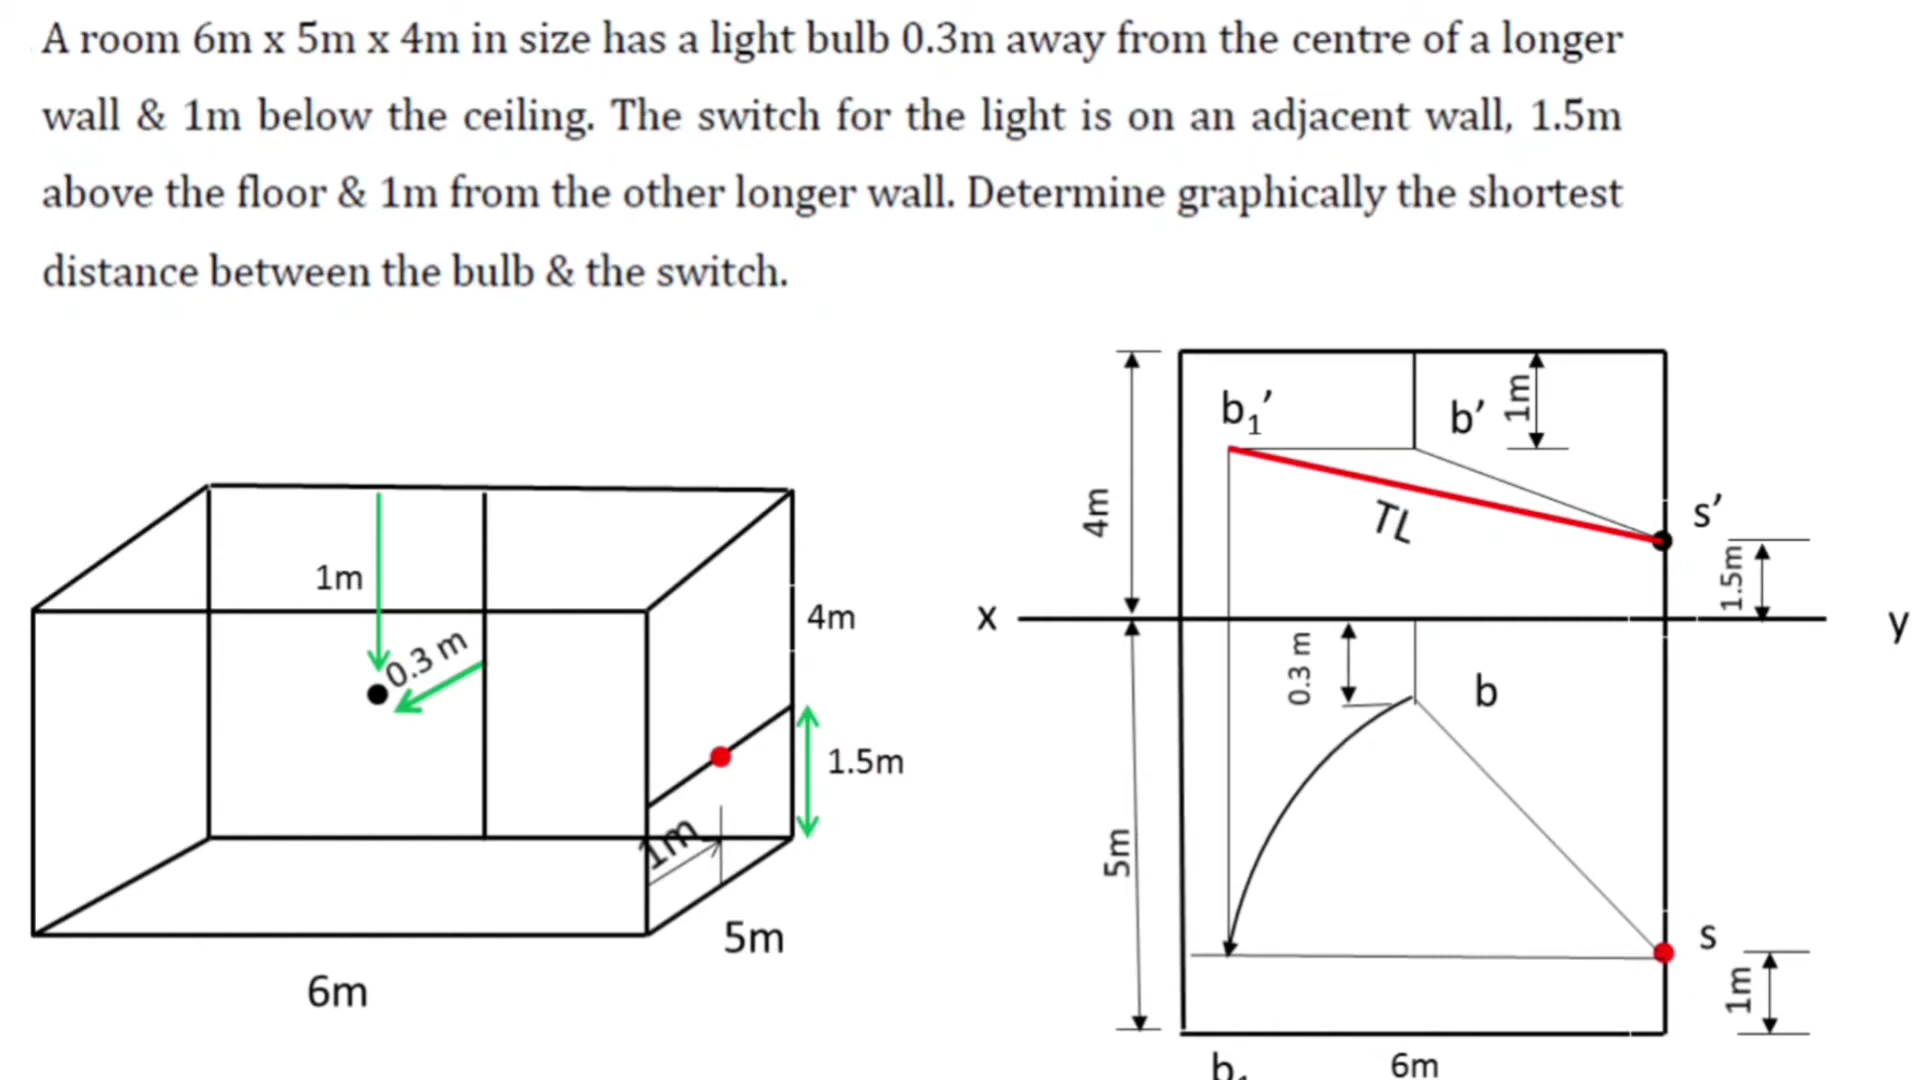 A room 6m x 5m x 4m in size has a light bulb 0.3m away from the centre of a longer
wall & 1m below the ceiling. The switch for the light is on an adjacent wall, 1.5m
above the floor & 1m from the other longer wall. Determine graphically the shortest
distance between the bulb & the switch.
1m
0.3 m
4m
1.5m
1m
5m
6m
b₁’
b’
1m
4m
TL
s’
1.5m
x
y
0.3 m
b
5m
s
1m
b₁
6m